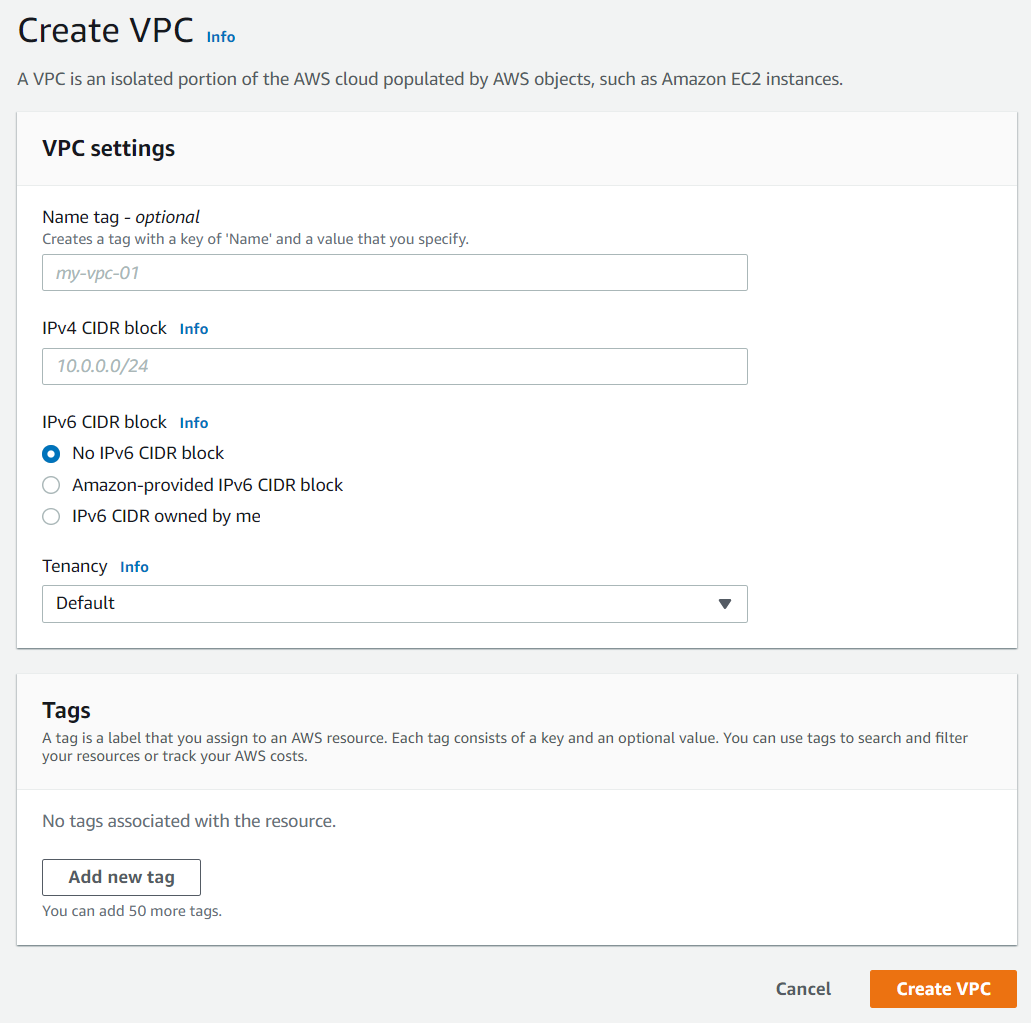 Create VPC Info
A VPC is an isolated portion of the AWS cloud populated by AWS objects, such as Amazon EC2 instances.
VPC settings
Name tag - optional
Creates a tag with a key of 'Name' and a value that you specify.
my-vpc-01
IPv4 CIDR block Info
10.0.0.0/24
IPv6 CIDR block Info
No IPv6 CIDR block
Amazon-provided IPv6 CIDR block
IPv6 CIDR owned by me
Tenancy Info
Default
Tags
A tag is a label that you assign to an AWS resource. Each tag consists of a key and an optional value. You can use tags to search and filter
your resources or track your AWS costs.
No tags associated with the resource.
Add new tag
You can add 50 more tags.
Cancel Create VPC